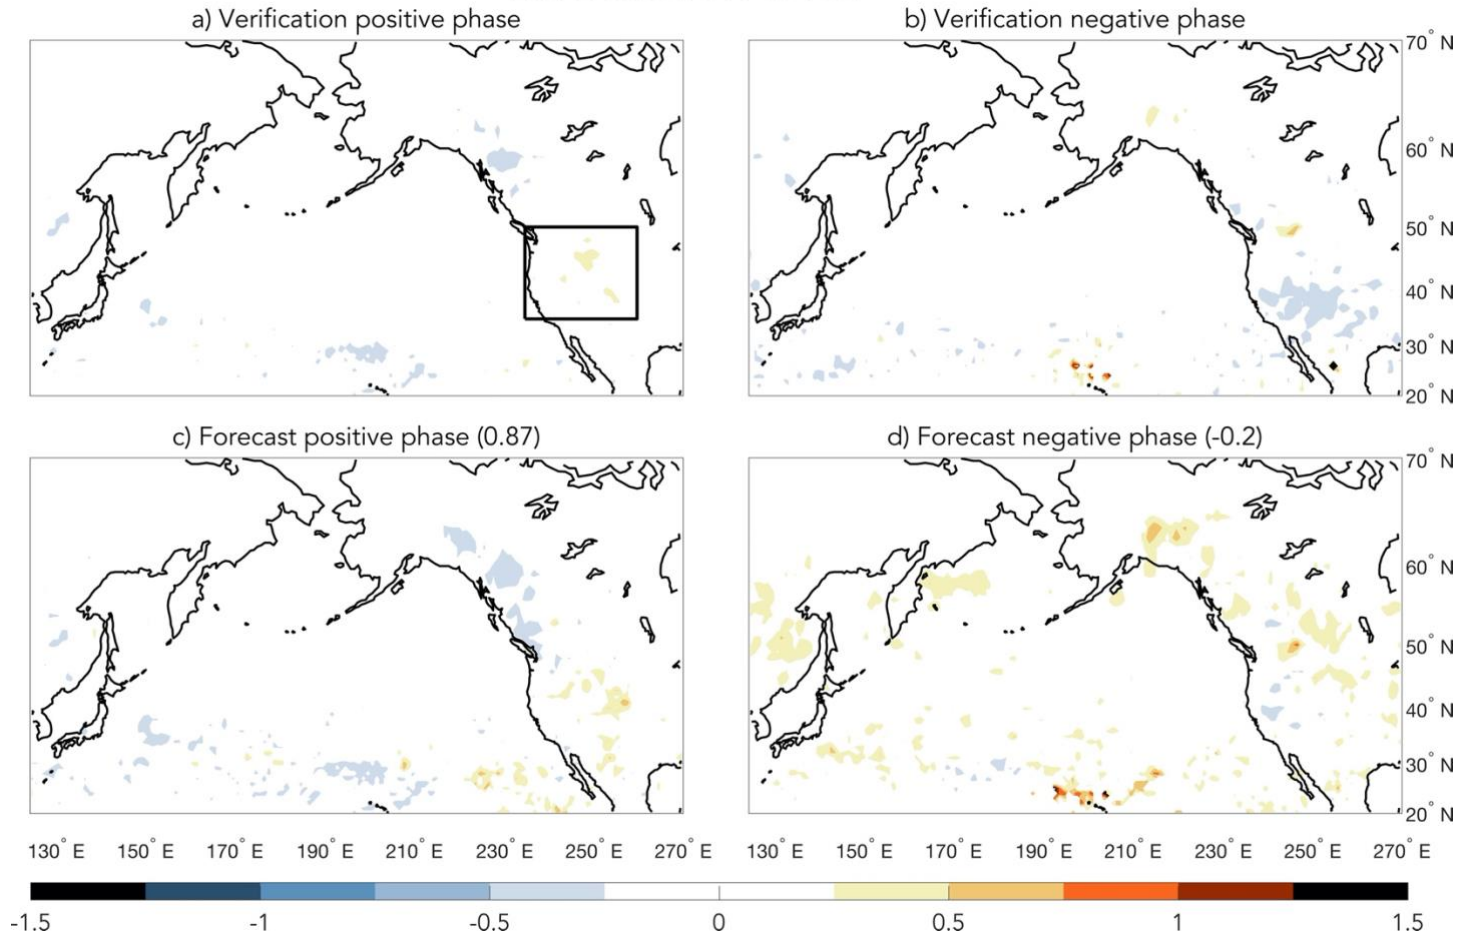 a) Verification positive phase
b) Verification negative phase
70° N
60° N
50° N
40° N
30° N
20° N
c) Forecast positive phase (0.87)
d) Forecast negative phase (-0.2)
70° N
60° N
50° N
40° N
30° N
20° N
130° E 150° E 170° E 190° E 210° E 230° E 250° E 270° E
130° E 150° E 170° E 190° E 210° E 230° E 250° E 270° E
-1.5 -1 -0.5 0 0.5 1 1.5